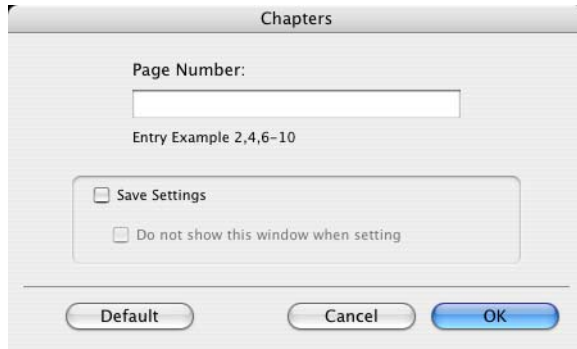 Chapters
Page Number:
Entry Example 2,4,6-10
Save Settings
Do not show this window when setting
Default Cancel OK